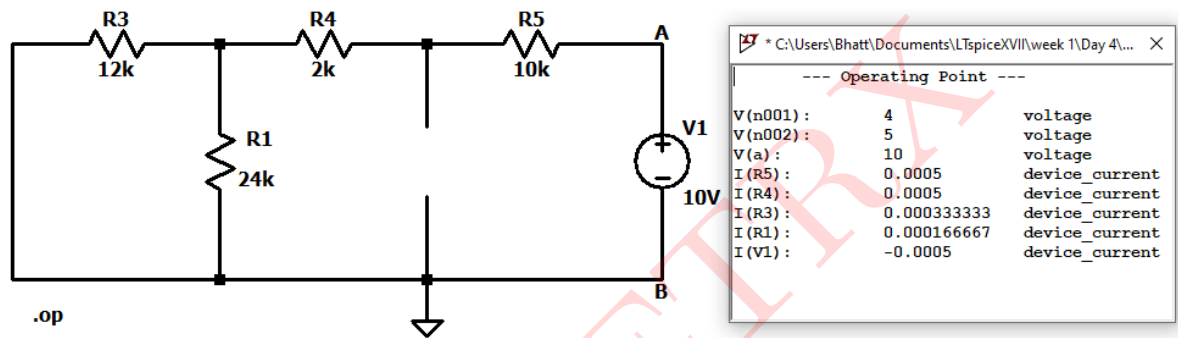 R3
12k
R4
2k
R5
10k
A
R1
24k
V1
10V
B
.op
* C:\Users\Bhatt\Documents\LTspiceXVII\week 1\Day 4\...
--- Operating Point ---
V(n001): 4 voltage
V(n002): 5 voltage
V(a): 10 voltage
I(R5): 0.0005 device_current
I(R4): 0.0005 device_current
I(R3): 0.000333333 device_current
I(R1): 0.000166667 device_current
I(V1): -0.0005 device_current
ETRX